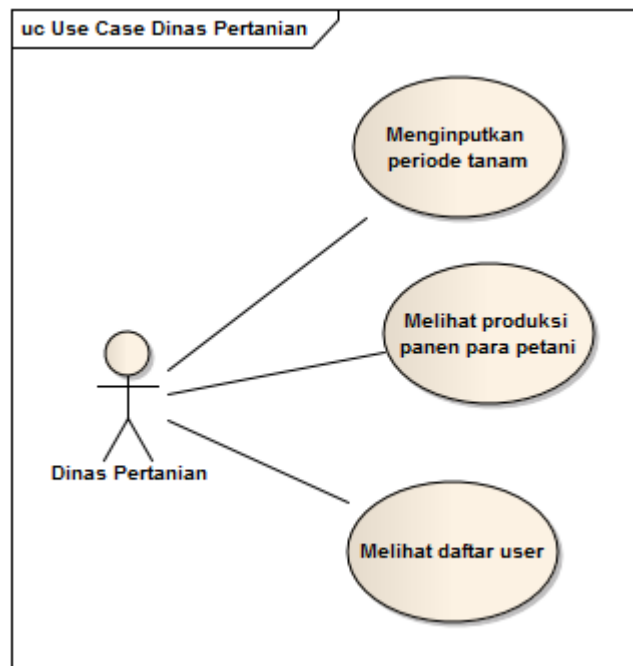 uc Use Case Dinas Pertanian
Menginputkan
periode tanam
Melihat produksi
panen para petani
Dinas Pertanian
Melihat daftar user